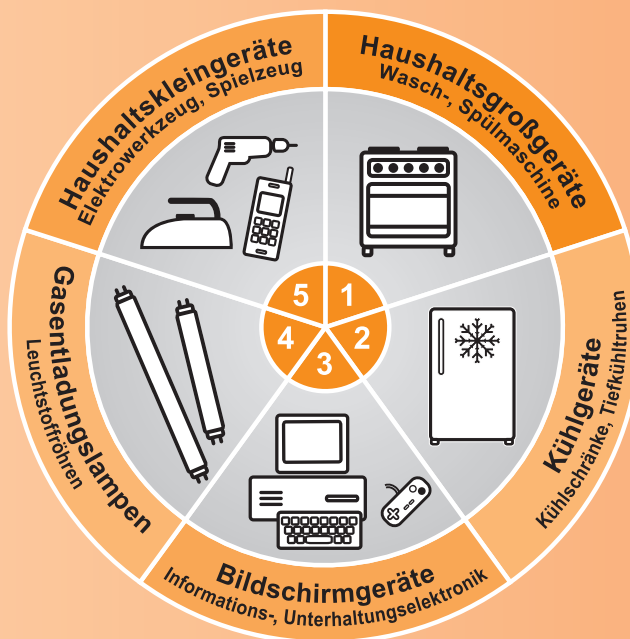 Haushaltsgroßgeräte
Wasch-, Spülmaschine
Kühlgeräte
Kühlschränke, Tiefkühltruhen
Bildschirmgeräte
Informations-, Unterhaltungselektronik
Gasentladungslampen
Leuchtstoffröhren
Haushaltskleingeräte
Elektrowerkzeug, Spielzeug
1
2
3
4
5